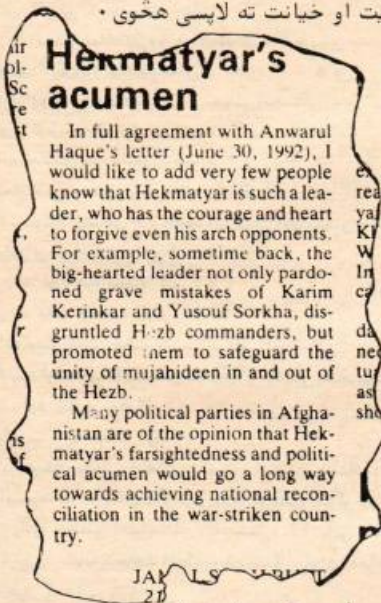 او خیانت ته لاپسی هڅوی ۰
Hekmatyar's
acumen
In full agreement with Anwarul
Haque's letter (June 30, 1992), I
would like to add very few people
know that Hekmatyar is such a lea-
der, who has the courage and heart
to forgive even his arch opponents.
For example, sometime back, the
big-hearted leader not only pardo-
ned grave mistakes of Karim
Kerinkar and Yusouf Sorkha, dis-
gruntled Hezb commanders, but
promoted them to safeguard the
unity of mujahideen in and out of
the Hezb.
Many political parties in Afgha-
nistan are of the opinion that Hek-
matyar's farsightedness and politi-
cal acumen would go a long way
towards achieving national recon-
ciliation in the war-striken coun-
try.